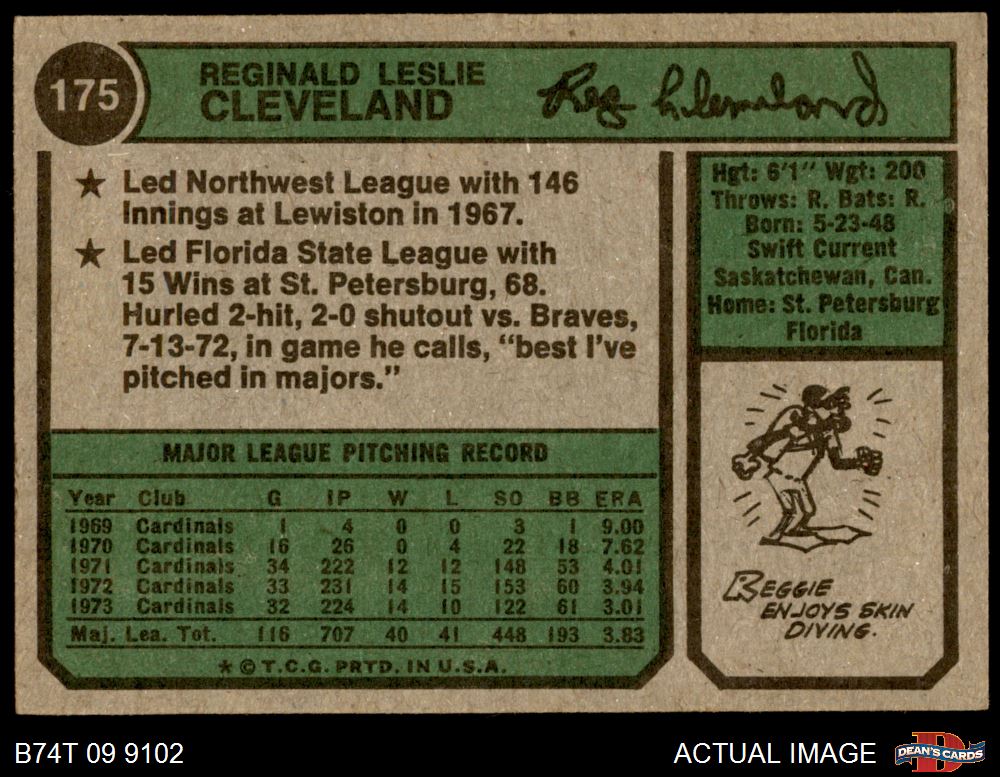 175
REGINALD LESLIE
CLEVELAND
Reg Cleveland
★ Led Northwest League with 146
Innings at Lewiston in 1967.
★ Led Florida State League with
15 Wins at St. Petersburg, 68.
Hurled 2-hit, 2-0 shutout vs. Braves,
7-13-72, in game he calls, “best I’ve
pitched in majors.”
Hgt: 6'1" Wgt: 200
Throws: R. Bats: R.
Born: 5-23-48
Swift Current
Saskatchewan, Can.
Home: St. Petersburg
Florida
MAJOR LEAGUE PITCHING RECORD
Year Club G IP W L SO BB ERA
1969 Cardinals 1 4 0 0 3 1 9.00
1970 Cardinals 16 26 0 4 22 18 7.62
1971 Cardinals 34 222 12 12 148 53 4.01
1972 Cardinals 33 231 14 15 153 60 3.94
1973 Cardinals 32 224 14 10 122 61 3.01
Maj. Lea. Tot. 116 707 40 41 448 193 3.83
* © T.C.G. PRTD. IN U.S.A.
REGGIE
ENJOYS SKIN
DIVING.
B74T 09 9102
ACTUAL IMAGE
D
DEAN'S CARDS